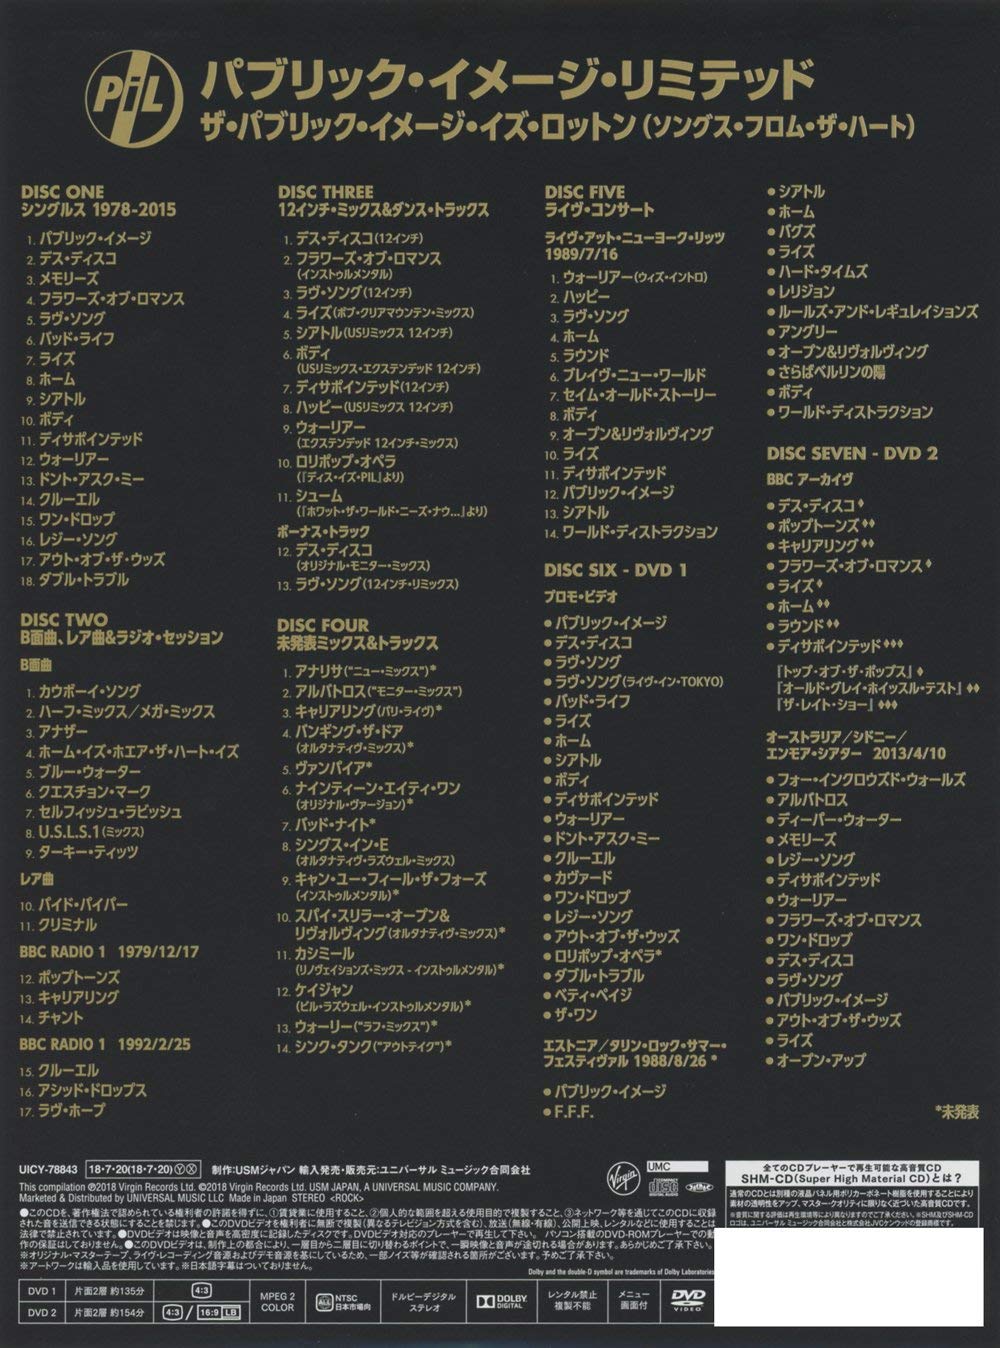 PiL
パブリック・イメージ・リミテッド
ザ・パブリック・イメージ・イズ・ロットン（ソングス・フロム・ザ・ハート）
DISC ONE
シングルス 1978-2015
1. パブリック・イメージ
2. デス・ディスコ
3. メモリーズ
4. フラワーズ・オブ・ロマンス
5. ラヴ・ソング
6. バッド・ライフ
7. ライズ
8. ホーム
9. シアトル
10. ボディ
11. ディサポインテッド
12. ウォーリアー
13. ドント・アスク・ミー
14. クルーエル
15. ワン・ドロップ
16. レジー・ソング
17. アウト・オブ・ザ・ウッズ
18. ダブル・トラブル
DISC TWO
B面曲、レア曲&ラジオ・セッション
B面曲
1. カウボーイ・ソング
2. ハーフ・ミックス／メガ・ミックス
3. アナザー
4. ホーム・イズ・ホエア・ザ・ハート・イズ
5. ブルー・ウォーター
6. クエスチョン・マーク
7. セルフィッシュ・ラビッシュ
8. U.S.L.S.1（ミックス）
9. ターキー・ティッツ
レア曲
10. パイド・パイパー
11. クリミナル
BBC RADIO 1 1979/12/17
12. ポップトーンズ
13. キャリアリング
14. チャント
BBC RADIO 1 1992/2/25
15. クルーエル
16. アシッド・ドロップス
17. ラヴ・ホープ
DISC THREE
12インチ・ミックス&ダンス・トラックス
1. デス・ディスコ（12インチ）
2. フラワーズ・オブ・ロマンス
（インストゥルメンタル）
3. ラヴ・ソング（12インチ）
4. ライズ（ボブ・クリアマウンテン・ミックス）
5. シアトル（USリミックス 12インチ）
6. ボディ
（USリミックス・エクステンデッド 12インチ）
7. ディサポインテッド（12インチ）
8. ハッピー（USリミックス 12インチ）
9. ウォーリアー
（エクステンデッド 12インチ・ミックス）
10. ロリポップ・オペラ
（『ディス・イズ・PiL』より）
11. シューム
（『ホワット・ザ・ワールド・ニーズ・ナウ…』より）
ボーナス・トラック
12. デス・ディスコ
（オリジナル・モニター・ミックス）
13. ラヴ・ソング（12インチ・リミックス）
DISC FOUR
未発表ミックス&トラックス
1. アナリサ（“ニュー・ミックス”）*
2. アルバトロス（“モニター・ミックス”）
3. キャリアリング（パリ・ライヴ）*
4. バンギング・ザ・ドア
（オルタナティヴ・ミックス）*
5. ヴァンパイア*
6. ナインティーン・エイティ・ワン
（オリジナル・ヴァージョン）*
7. バッド・ナイト*
8. シングス・イン・E
（オルタナティヴ・ラズウェル・ミックス）
9. キャン・ユー・フィール・ザ・フォーズ
（インストゥルメンタル）*
10. スパイ・スリラー・オープン&
リヴォルヴィング（オルタナティヴ・ミックス）*
11. カシミール
（リノヴェイションズ・ミックス - インストゥルメンタル）*
12. ケイジャン
（ビル・ラズウェル・インストゥルメンタル）*
13. ウォーリー（“ラフ・ミックス”）*
14. シンク・タンク（“アウトテイク”）*
DISC FIVE
ライヴ・コンサート
ライヴ・アット・ニューヨーク・リッツ
1989/7/16
1. ウォーリアー（ウィズ・イントロ）
2. ハッピー
3. ラヴ・ソング
4. ホーム
5. ラウンド
6. ブレイヴ・ニュー・ワールド
7. セイム・オールド・ストーリー
8. ボディ
9. オープン&リヴォルヴィング
10. ライズ
11. ディサポインテッド
12. パブリック・イメージ
13. シアトル
14. ワールド・ディストラクション
DISC SIX - DVD 1
プロモ・ビデオ
●パブリック・イメージ
●デス・ディスコ
●ラヴ・ソング
●ラヴ・ソング（ライヴ・イン・TOKYO）
●バッド・ライフ
●ライズ
●ホーム
●シアトル
●ボディ
●ディサポインテッド
●ウォーリアー
●ドント・アスク・ミー
●クルーエル
●カヴァード
●ワン・ドロップ
●レジー・ソング
●アウト・オブ・ザ・ウッズ
●ロリポップ・オペラ*
●ダブル・トラブル
●ベティ・ペイジ
●ザ・ワン
エストニア／タリン・ロック・サマー・
フェスティヴァル 1988/8/26 *
●パブリック・イメージ
●F.F.F.
●シアトル
●ホーム
●バグズ
●ライズ
●ハード・タイムズ
●レリジョン
●ルールズ・アンド・レギュレイションズ
●アングリー
●オープン&リヴォルヴィング
●さらばベルリンの陽
●ボディ
●ワールド・ディストラクション
DISC SEVEN - DVD 2
BBC アーカイヴ
●デス・ディスコ♦
●ポップトーンズ♦♦
●キャリアリング♦♦
●フラワーズ・オブ・ロマンス♦
●ライズ♦
●ホーム♦♦
●ラウンド♦♦
●ディサポインテッド♦♦♦
『トップ・オブ・ザ・ポップス』♦
『オールド・グレイ・ホイッスル・テスト』♦♦
『ザ・レイト・ショー』♦♦♦
オーストラリア／シドニー／
エンモア・シアター 2013/4/10
●フォー・インクロウズド・ウォールズ
●アルバトロス
●ディーパー・ウォーター
●メモリーズ
●レジー・ソング
●ディサポインテッド
●ウォーリアー
●フラワーズ・オブ・ロマンス
●ワン・ドロップ
●デス・ディスコ
●ラヴ・ソング
●パブリック・イメージ
●アウト・オブ・ザ・ウッズ
●ライズ
●オープン・アップ
*未発表
UICY-78843 18・7・20(18・7・20)Ⓨ Ⓧ 制作:USMジャパン 輸入発売・販売元:ユニバーサル ミュージック合同会社
This compilation ℗2018 Virgin Records Ltd. ©2018 Virgin Records Ltd. USM JAPAN, A UNIVERSAL MUSIC COMPANY.
Marketed & Distributed by UNIVERSAL MUSIC LLC Made in Japan STEREO <ROCK>
●このCDを、著作権法で認められている権利者の許諾を得ずに、①賃貸業に使用すること、②個人的な範囲を超える使用目的で複製すること、③ネットワーク等を通じてこのCDに収録
された音を送信できる状態にすることを禁じます。●このDVDビデオを権利者に無断で複製(異なるテレビジョン方式を含む)、放送(無線・有線)、公開上映、レンタルなどに使用することは
法律で禁止されています。●DVDビデオは映像と音声を高密度に記録したディスクです。DVDビデオ対応のプレーヤーで再生して下さい。 パソコン搭載のDVD-ROMプレーヤーでの動
作の保証はしておりません。●このDVDビデオは、制作上の都合により、一層目から二層目に切り替わるポイントで、一瞬映像と音声が途切れる場合があります。あらかじめご了承下さい。
※オリジナル・マスターテープ、ライヴ・レコーディング音源およびデモ音源を基にしているため、一部ノイズ等が確認される箇所がございます。予めご了承下さい。
※アートワークは輸入品を使用しています。※日本語字幕はついておりません。
Dolby and the double-D symbol are trademarks of Dolby Laboratories
Virgin
UMC
COMPACT
disc
DIGITAL AUDIO
全てのCDプレーヤーで再生可能な高音質CD
SHM-CD(Super High Material CD)とは?
通常のCDとは別種の液晶パネル用ポリカーボネート樹脂を使用することにより
素材の透明性をアップ、マスター・クオリティに限りなく近づいた高音質CDです。
DVD 1 片面2層 約135分 4:3
DVD 2 片面2層 約154分 4:3 / 16:9 LB
MPEG 2
COLOR
ALL
NTSC
日本市場向
ドルビーデジタル
ステレオ
DOLBY
DIGITAL
レンタル禁止
複製不能
メニュー
画面付
DVD
VIDEO